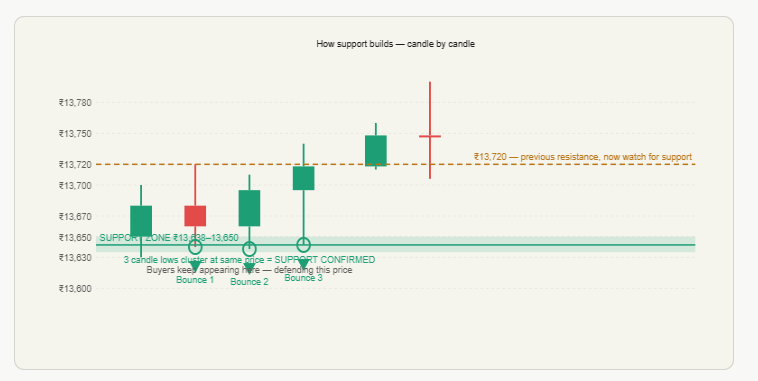 How support builds — candle by candle
₹13,780
₹13,750
₹13,720 — previous resistance, now watch for support
₹13,720
₹13,700
₹13,670
₹13,650
SUPPORT ZONE ₹13,638–13,650
₹13,630
3 candle lows cluster at same price = SUPPORT CONFIRMED
Buyers keep appearing here — defending this price
Bounce 1
Bounce 2
Bounce 3
₹13,600